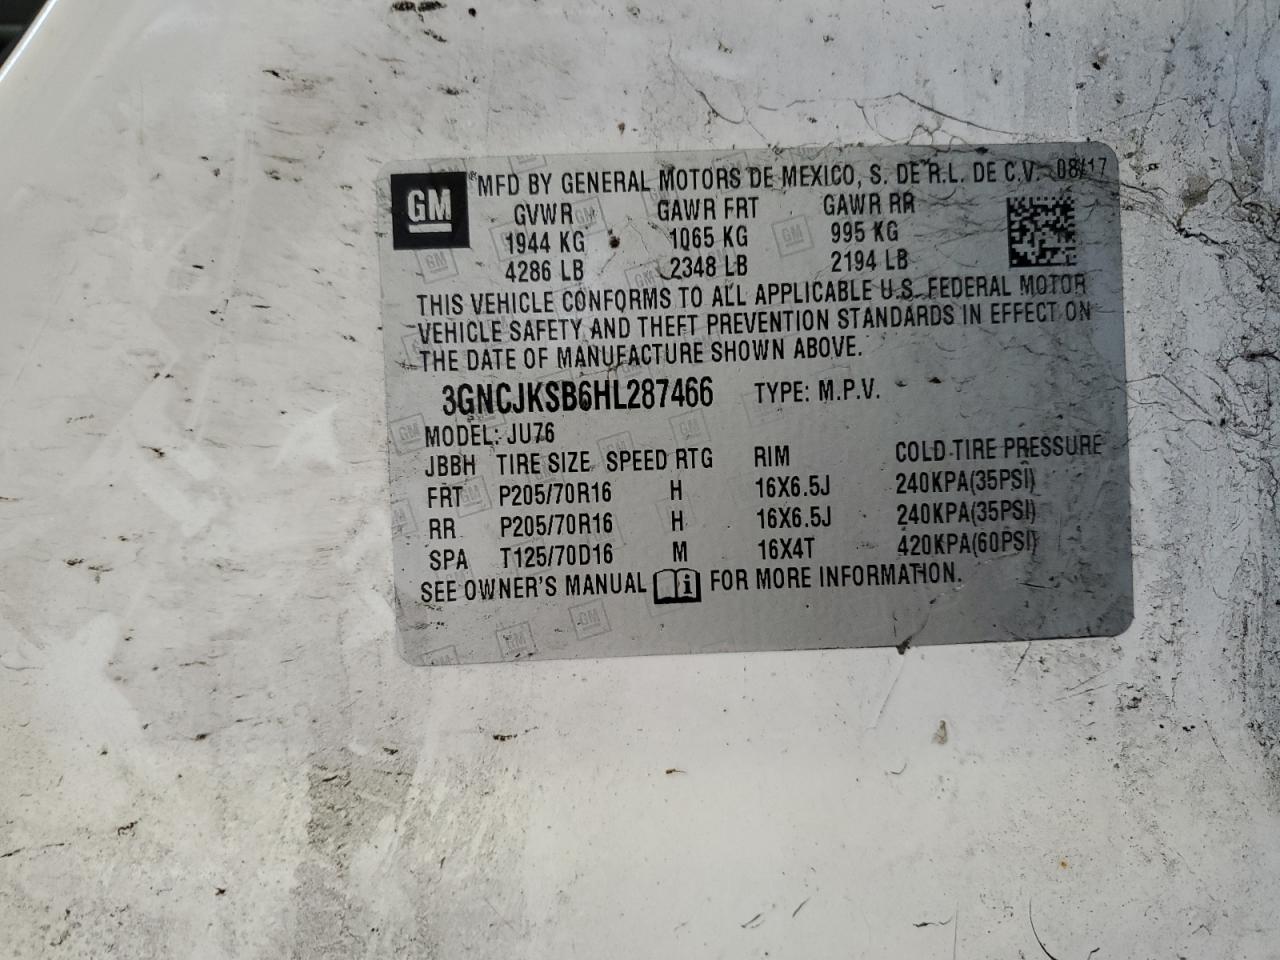 GM
MFD BY GENERAL MOTORS DE MEXICO, S. DE R.L. DE C.V. 08/17
GVWR GAWR FRT GAWR RR
1944 KG 1065 KG 995 KG
4286 LB 2348 LB 2194 LB
THIS VEHICLE CONFORMS TO ALL APPLICABLE U.S. FEDERAL MOTOR
VEHICLE SAFETY AND THEFT PREVENTION STANDARDS IN EFFECT ON
THE DATE OF MANUFACTURE SHOWN ABOVE.
3GNCJKSB6HL287466 TYPE: M.P.V.
MODEL: JU76
JBBH TIRE SIZE SPEED RTG RIM COLD TIRE PRESSURE
FRT P205/70R16 H 16X6.5J 240KPA(35PSI)
RR P205/70R16 H 16X6.5J 240KPA(35PSI)
SPA T125/70D16 M 16X4T 420KPA(60PSI)
SEE OWNER'S MANUAL i FOR MORE INFORMATION.